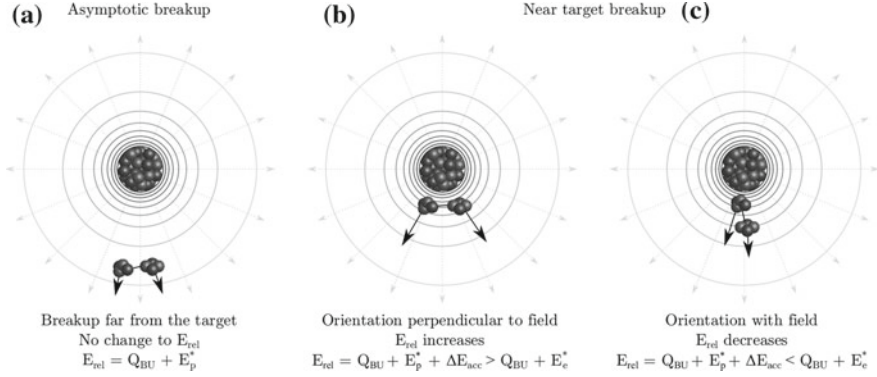 (a) Asymptotic breakup
(b) Near target breakup (c)
Breakup far from the target
No change to E_rel
E_rel = Q_BU + E*_p
Orientation perpendicular to field
E_rel increases
E_rel = Q_BU + E*_p + ΔE_acc > Q_BU + E*_e
Orientation with field
E_rel decreases
E_rel = Q_BU + E*_p + ΔE_acc < Q_BU + E*_e